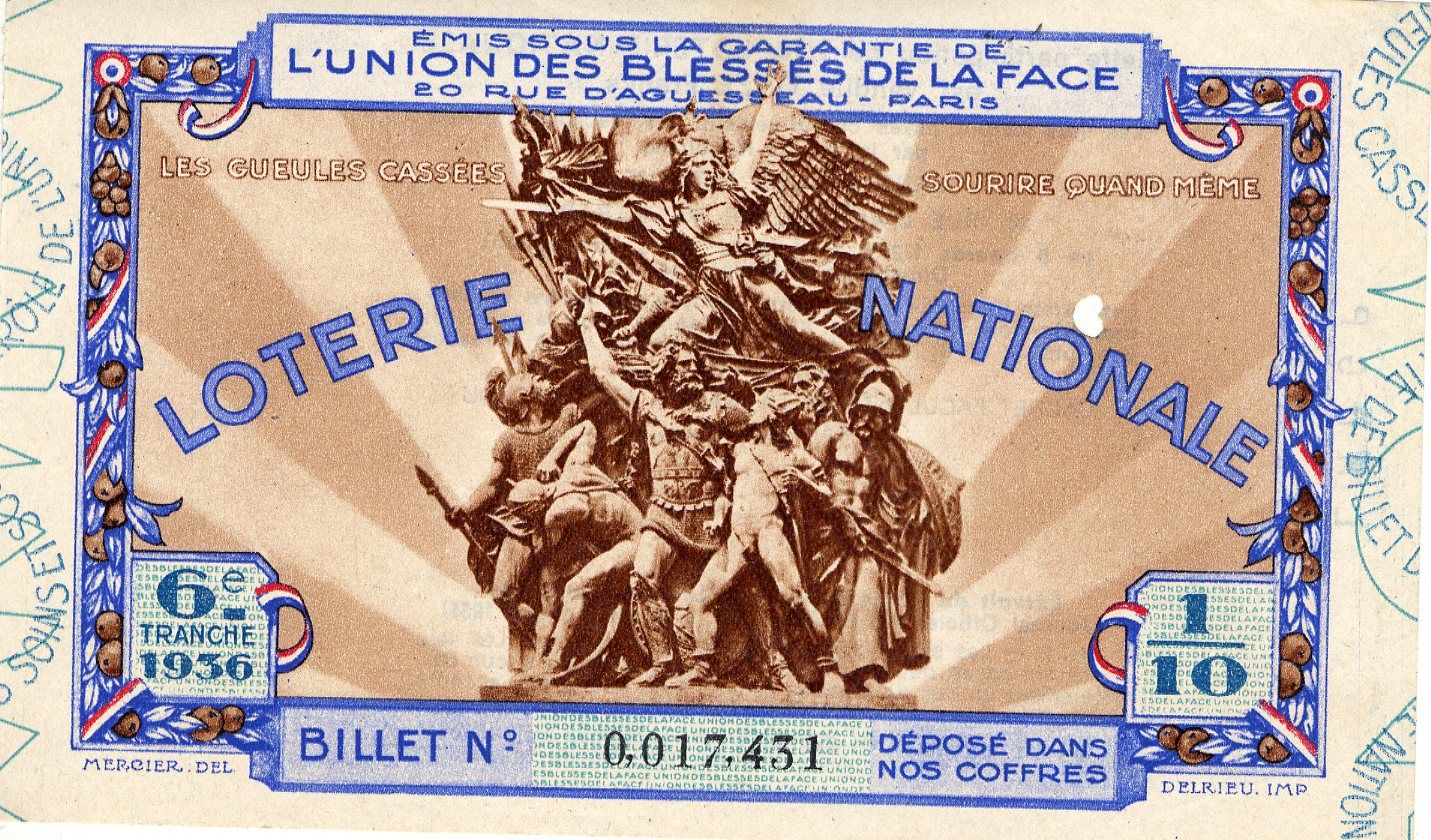 ÉMIS SOUS LA GARANTIE DE
L'UNION DES BLESSÉS DE LA FACE
20 RUE D'AGUESSEAU - PARIS
LES GUEULES CASSÉES
SOURIRE QUAND MÊME
LOTERIE NATIONALE
6e
TRANCHE
1936
1
10
BILLET No
0,017,431
DÉPOSÉ DANS
NOS COFFRES
MERCIER. DEL
DELRIEU. IMP